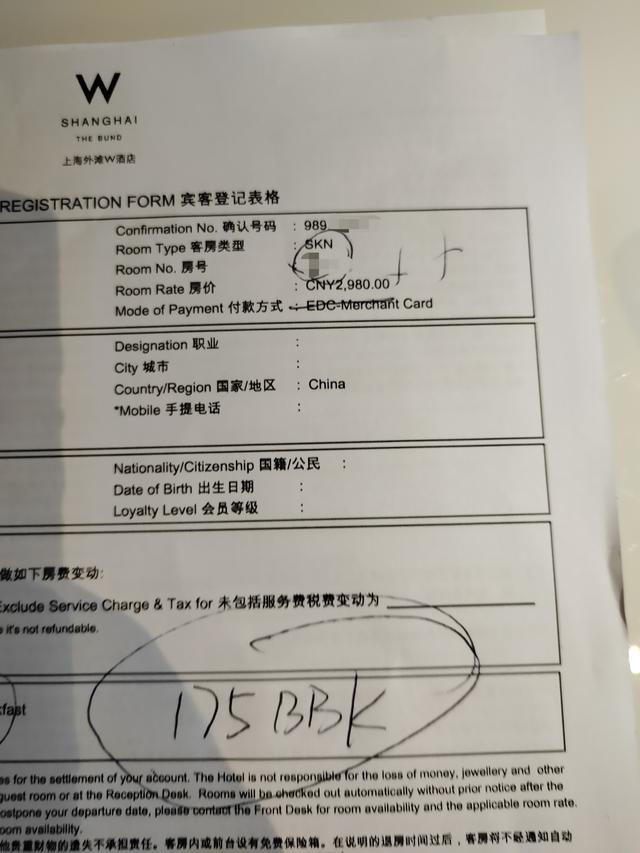 W
SHANGHAI
THE BUND
上海外滩W酒店
REGISTRATION FORM 宾客登记表格
Confirmation No. 确认号码 : 989
Room Type 客房类型 : SKN
Room No. 房号 :
Room Rate 房价 : CNY2,980.00 ++
Mode of Payment 付款方式 : EDC-Merchant Card
Designation 职业 :
City 城市 :
Country/Region 国家/地区 : China
*Mobile 手提电话 :
Nationality/Citizenship 国籍/公民 :
Date of Birth 出生日期 :
Loyalty Level 会员等级 :
做如下房费变动:
Exclude Service Charge & Tax for 未包括服务费税费变动为
it's not refundable.
175 BBK
es for the settlement of your account. The Hotel is not responsible for the loss of money, jewellery and other
guest room or at the Reception Desk. Rooms will be checked out automatically without prior notice after the
ostpone your departure date, please contact the Front Desk for room availability and the applicable room rate.
oom availability.
他贵重财物的遗失不承担责任。客房内或前台设有免费保险箱。在说明的退房时间过后，客房将不经通知自动